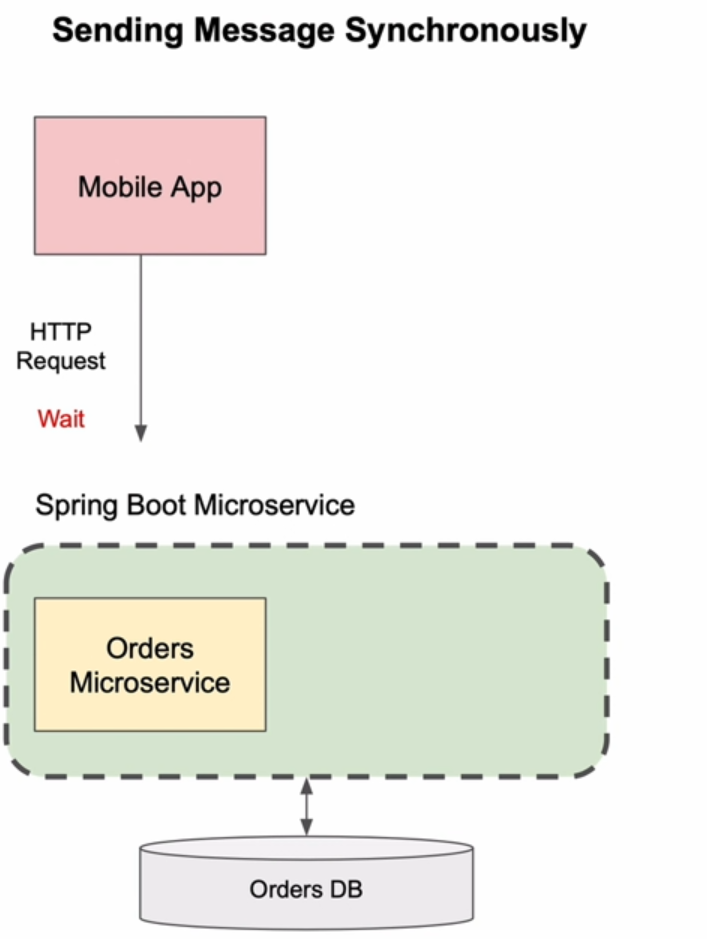 Sending Message Synchronously
Mobile App
HTTP
Request
Wait
Spring Boot Microservice
Orders
Microservice
Orders DB